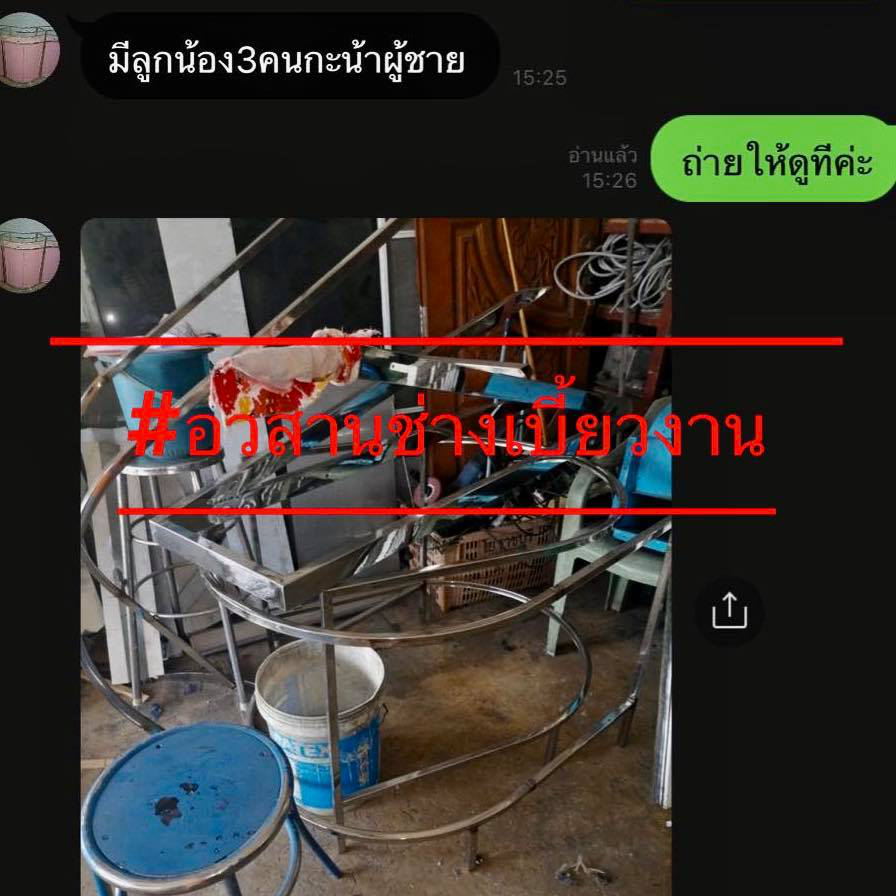 มีลูกน้อง3คนกะน้าผู้ชาย
15:25
ถ่ายให้ดูทีค่ะ
อ่านแล้ว
15:26
#อวสานช่างเบี้ยวงาน